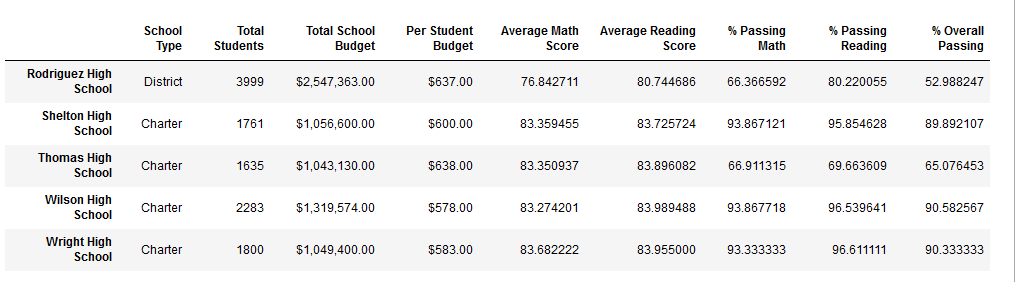 School Type Total Students Total School Budget Per Student Budget Average Math Score Average Reading Score % Passing Math % Passing Reading % Overall Passing
Rodriguez High School District 3999 $2,547,363.00 $637.00 76.842711 80.744686 66.366592 80.220055 52.988247
Shelton High School Charter 1761 $1,056,600.00 $600.00 83.359455 83.725724 93.867121 95.854628 89.892107
Thomas High School Charter 1635 $1,043,130.00 $638.00 83.350937 83.896082 66.911315 69.663609 65.076453
Wilson High School Charter 2283 $1,319,574.00 $578.00 83.274201 83.989488 93.867718 96.539641 90.582567
Wright High School Charter 1800 $1,049,400.00 $583.00 83.682222 83.955000 93.333333 96.611111 90.333333